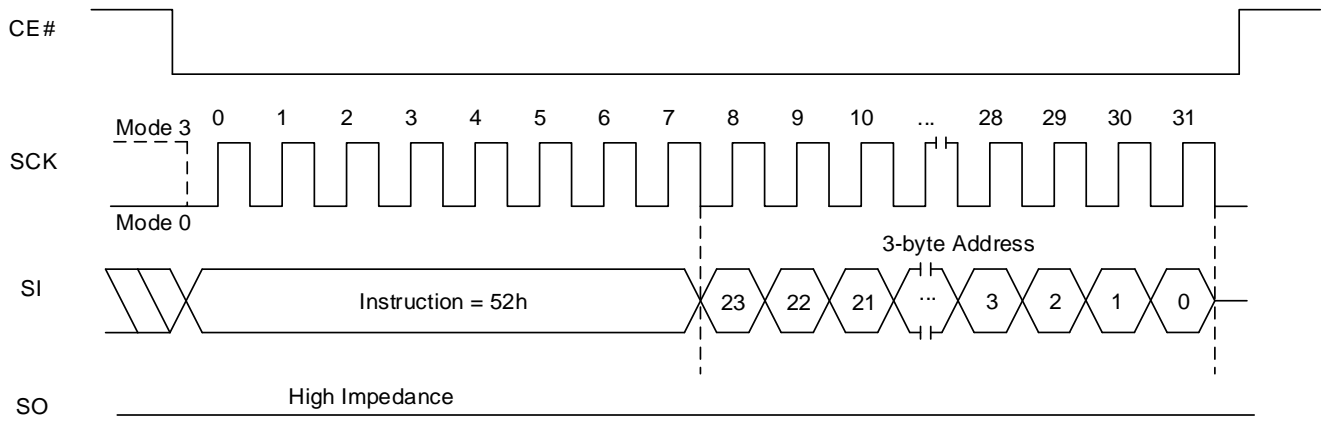 CE#
Mode 3
0 1 2 3 4 5 6 7 8 9 10 ... 28 29 30 31
SCK
Mode 0
3-byte Address
SI
Instruction = 52h
23 22 21 ... 3 2 1 0
High Impedance
SO